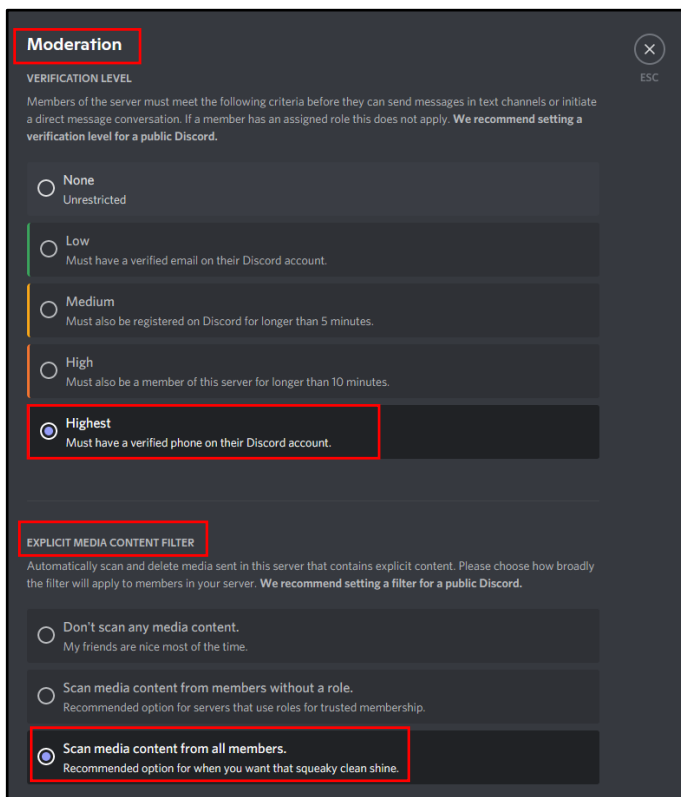 Moderation
ESC
VERIFICATION LEVEL
Members of the server must meet the following criteria before they can send messages in text channels or initiate
a direct message conversation. If a member has an assigned role this does not apply. We recommend setting a
verification level for a public Discord.
None
Unrestricted
Low
Must have a verified email on their Discord account.
Medium
Must also be registered on Discord for longer than 5 minutes.
High
Must also be a member of this server for longer than 10 minutes.
Highest
Must have a verified phone on their Discord account.
EXPLICIT MEDIA CONTENT FILTER
Automatically scan and delete media sent in this server that contains explicit content. Please choose how broadly
the filter will apply to members in your server. We recommend setting a filter for a public Discord.
Don't scan any media content.
My friends are nice most of the time.
Scan media content from members without a role.
Recommended option for servers that use roles for trusted membership.
Scan media content from all members.
Recommended option for when you want that squeaky clean shine.